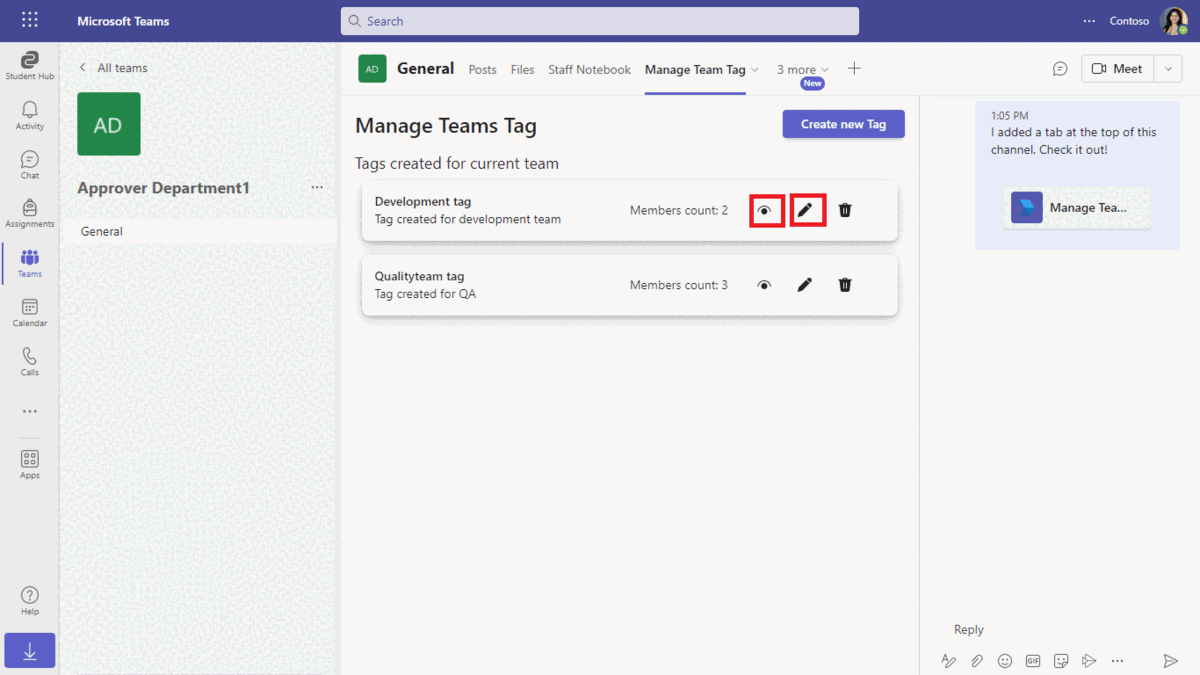 Microsoft Teams
Search
Contoso
Student Hub
Activity
Chat
Assignments
Teams
Calendar
Calls
Apps
Help
All teams
AD
Approver Department1
General
AD
General
Posts
Files
Staff Notebook
Manage Team Tag
3 more
New
Meet
Manage Teams Tag
Create new Tag
Tags created for current team
Development tag
Tag created for development team
Members count: 2
Qualityteam tag
Tag created for QA
Members count: 3
1:05 PM
I added a tab at the top of this
channel. Check it out!
Manage Tea...
Reply
GIF